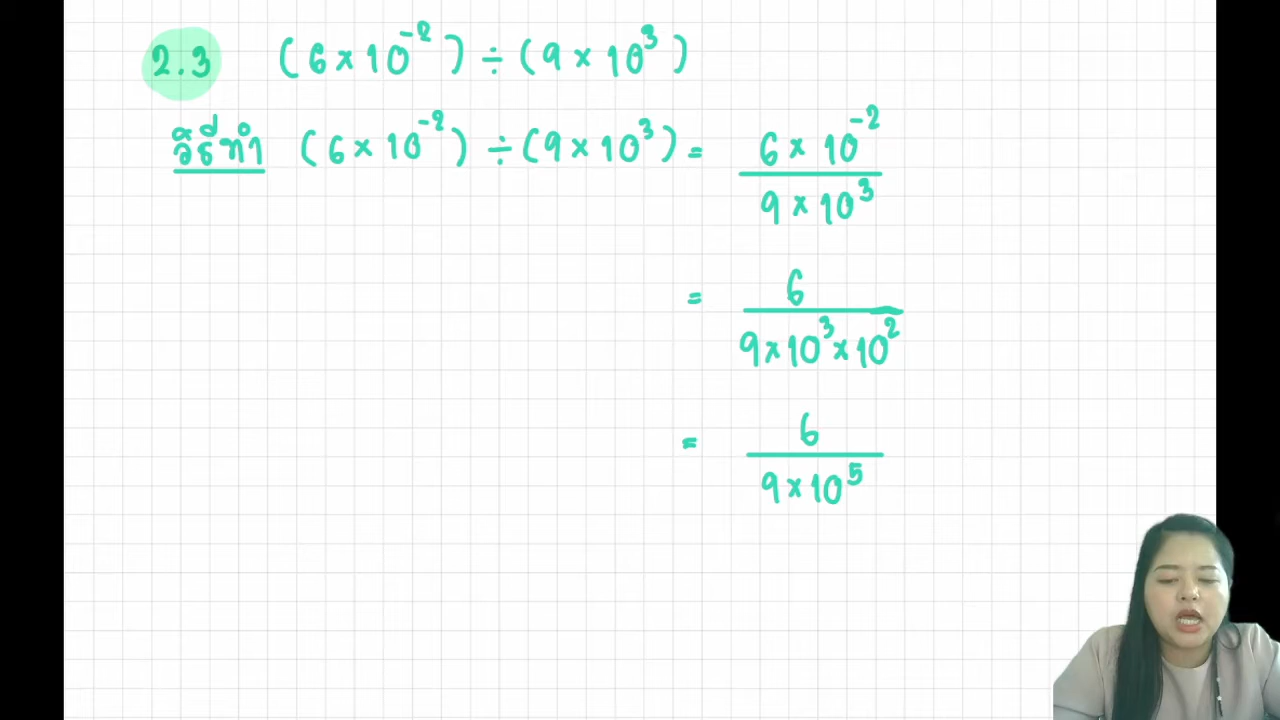 2.3 (6 × 10⁻²) ÷ (9 × 10³)
วิธีทำ (6 × 10⁻²) ÷ (9 × 10³) = 6 × 10⁻²
9 × 10³
= 6
9 × 10³ × 10²
= 6
9 × 10⁵